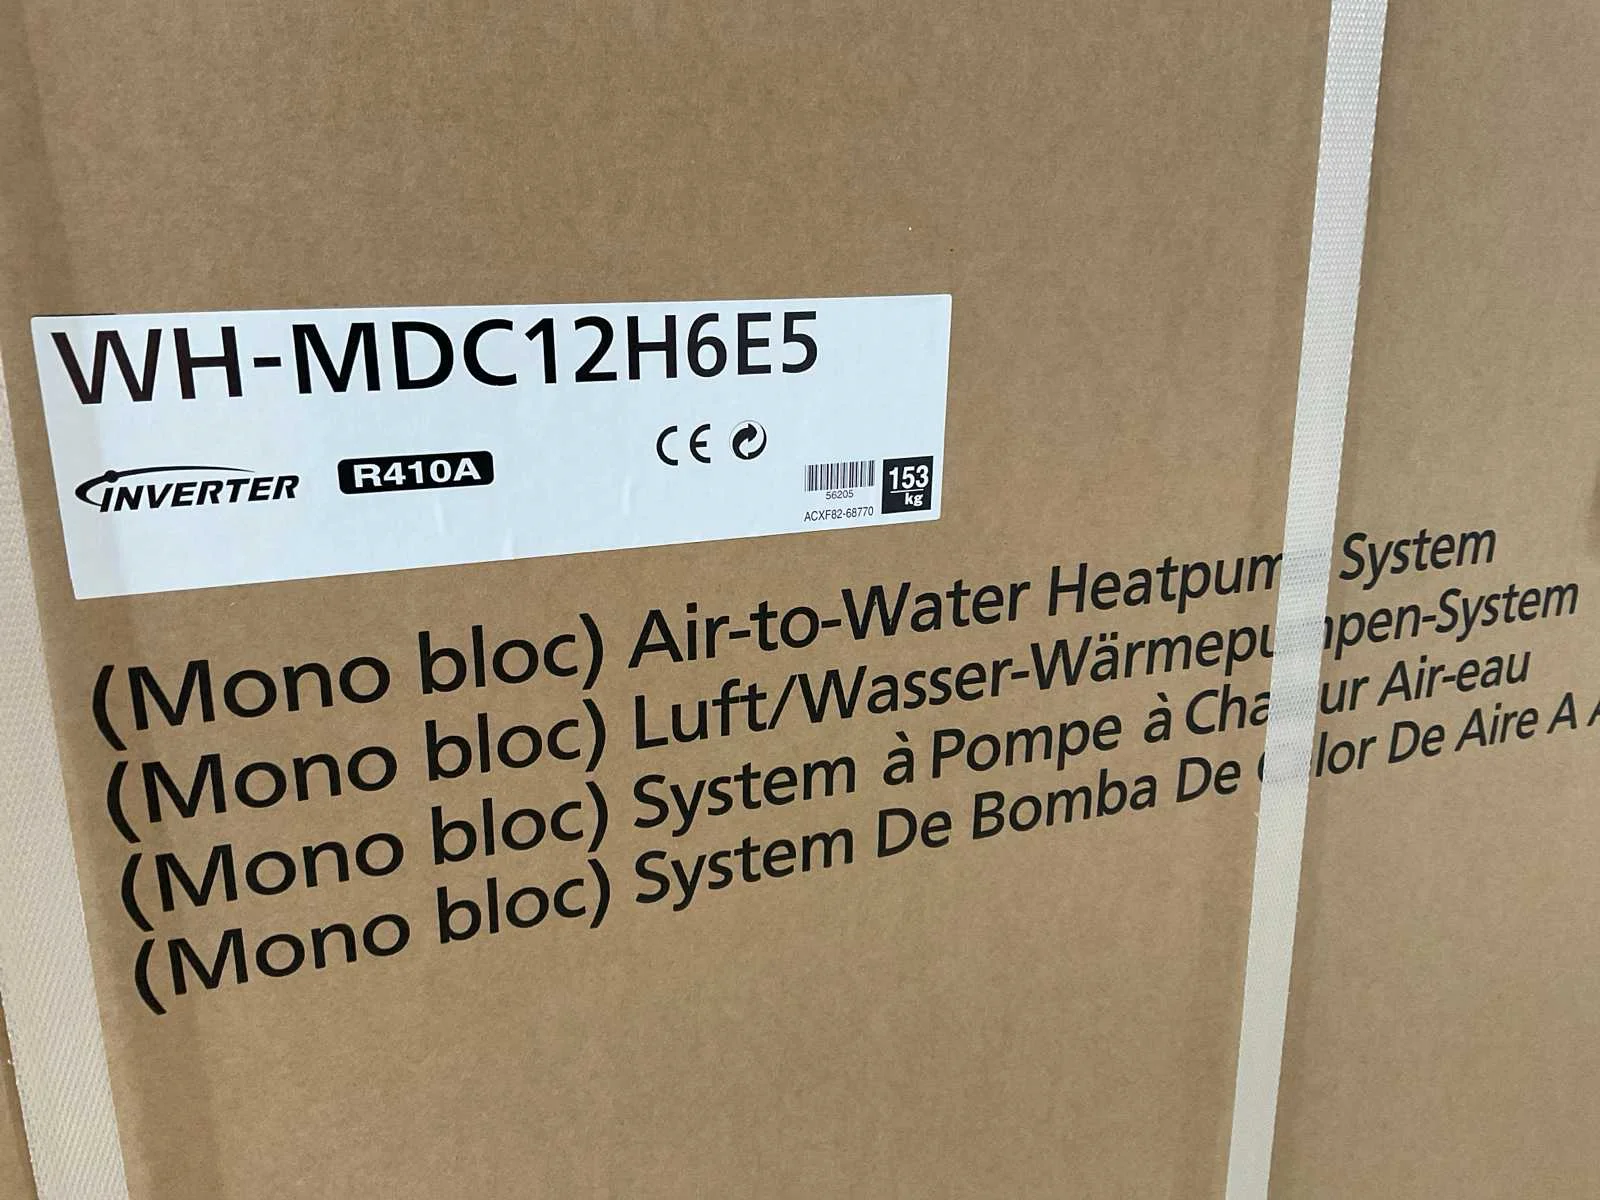 WH-MDC12H6E5
INVERTER R410A CE
56205
ACXF82-68770
153 kg
(Mono bloc) Air-to-Water Heatpum System
(Mono bloc) Luft/Wasser-Wärmepu npen-System
(Mono bloc) System à Pompe à Cha ur Air-eau
(Mono bloc) System De Bomba De lor De Aire A